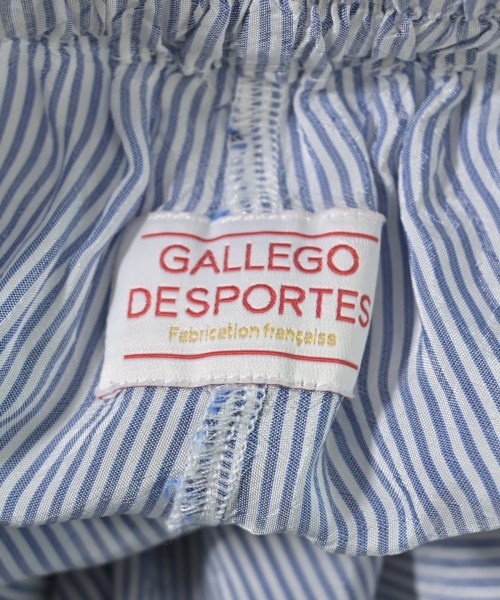 GALLEGO
DESPORTES
Fabrication française